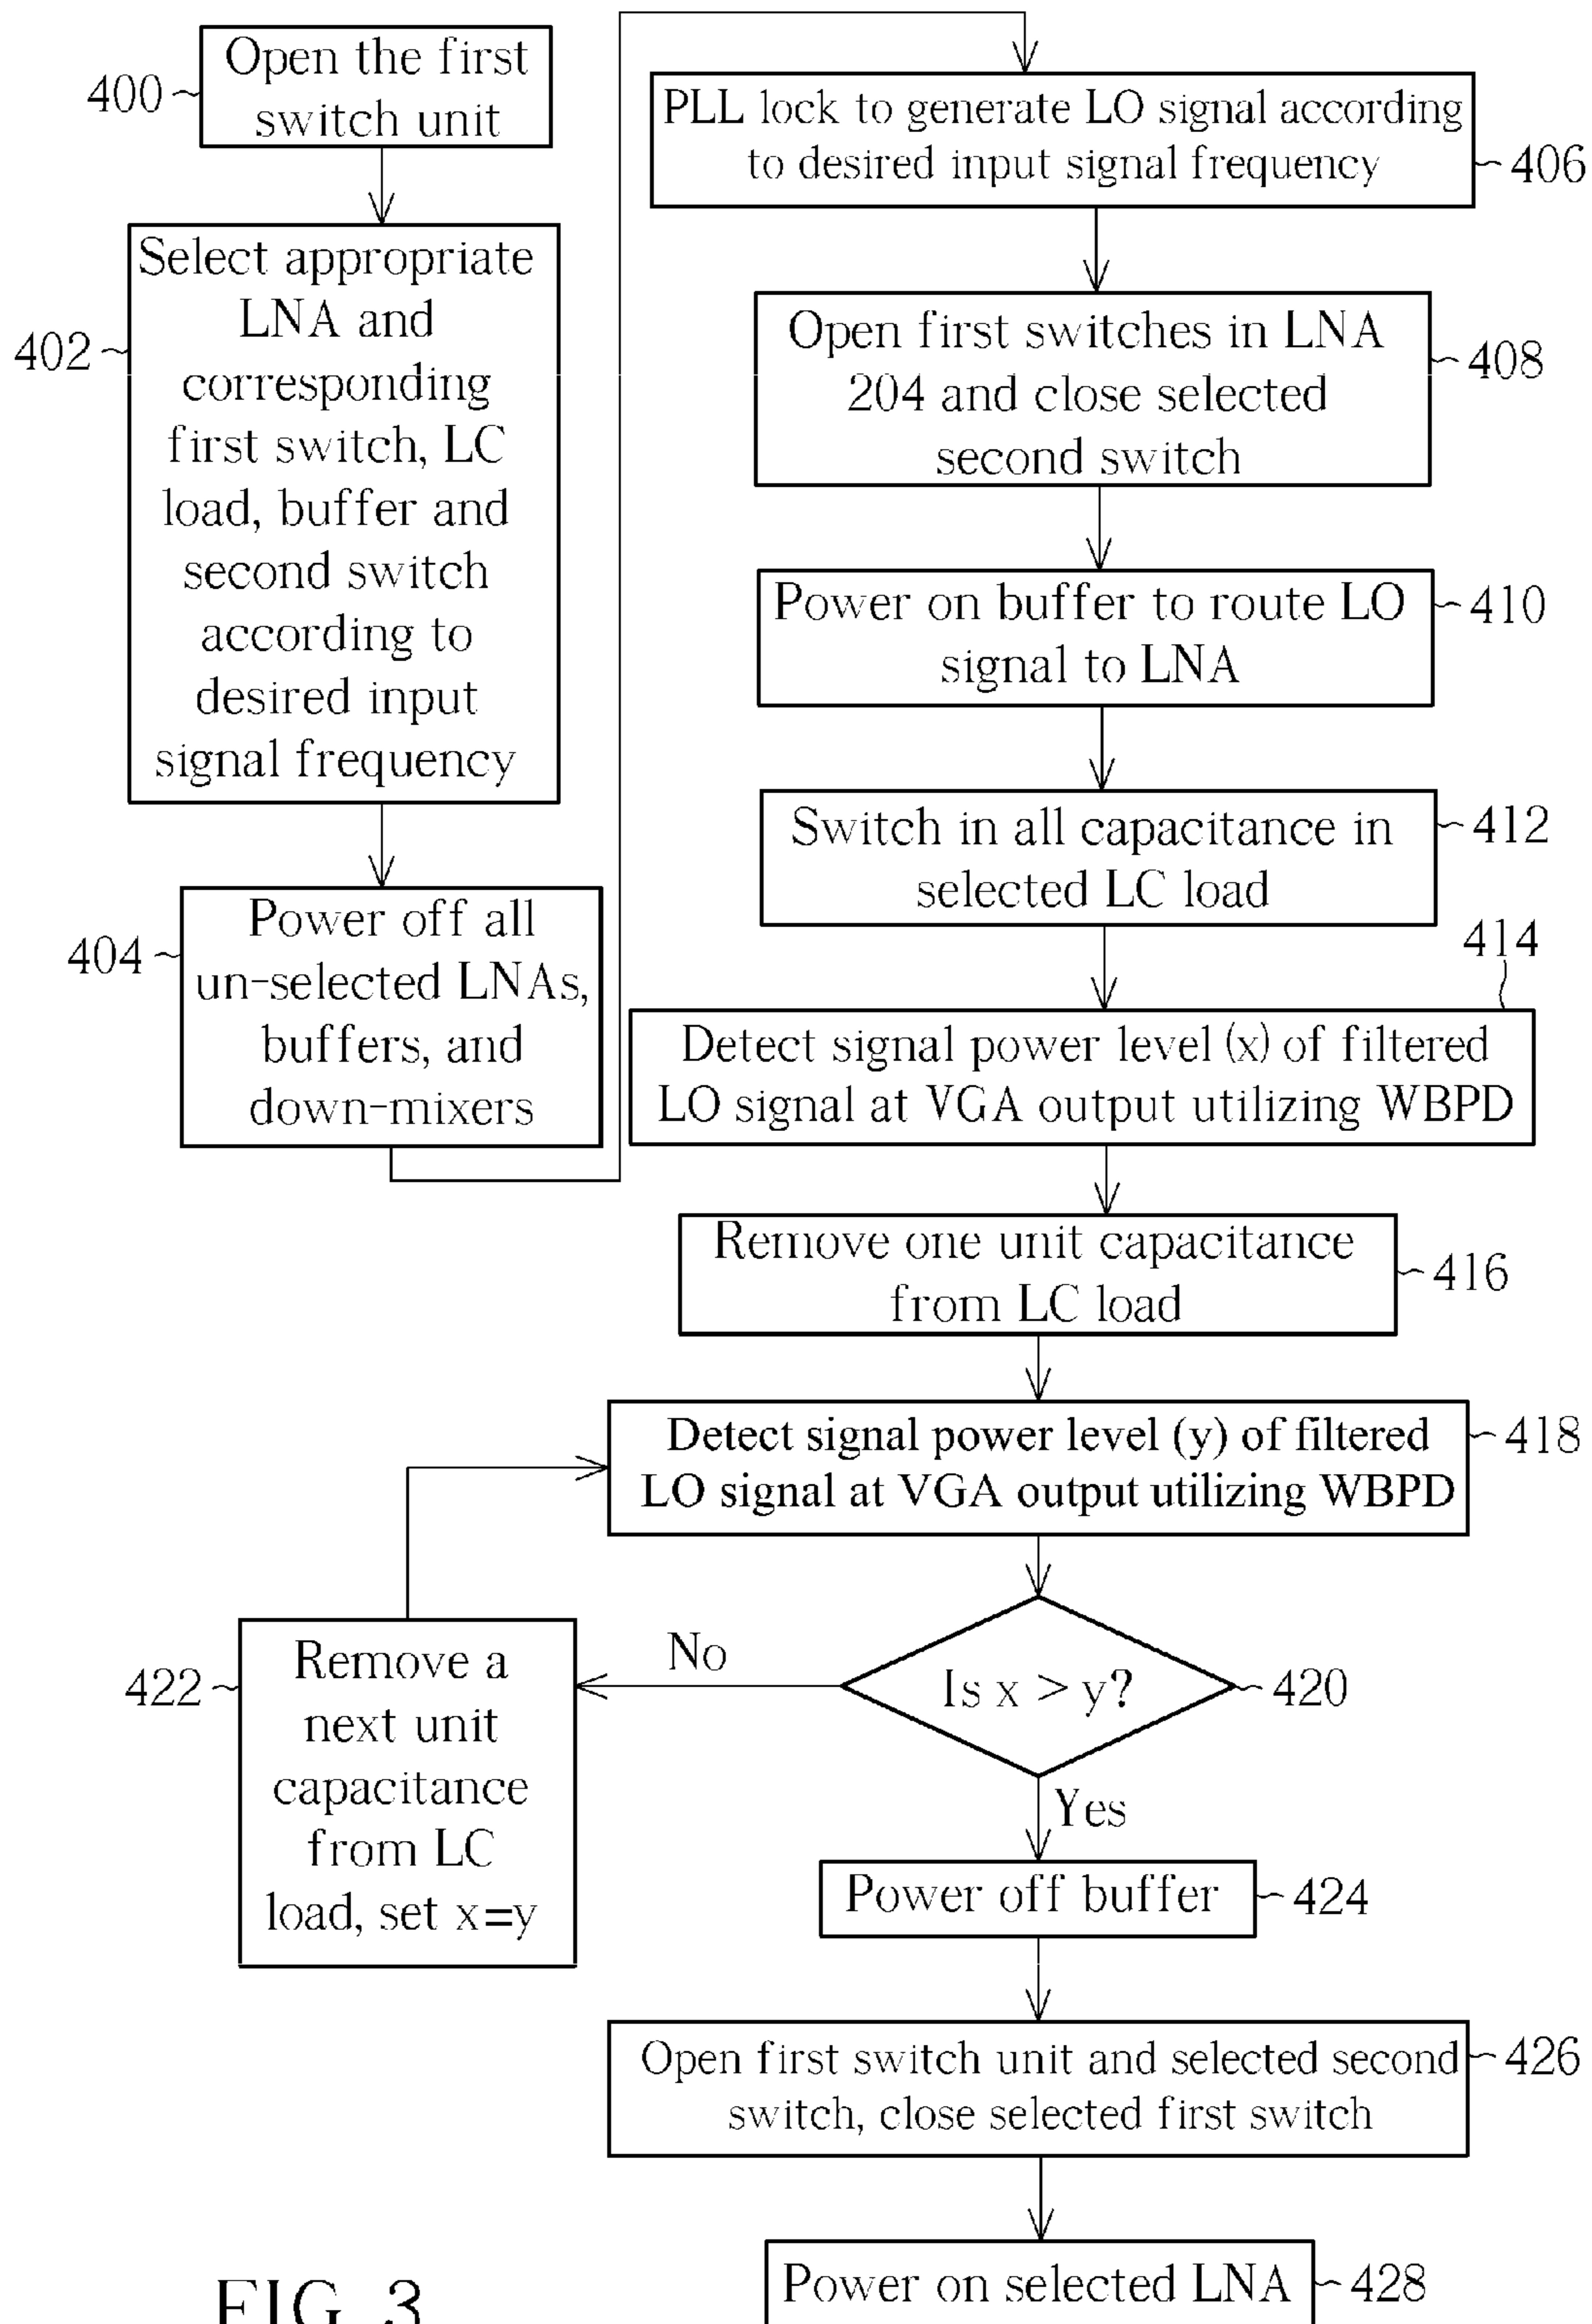 400
Open the first
switch unit
402
Select appropriate
LNA and
corresponding
first switch, LC
load, buffer and
second switch
according to
desired input
signal frequency
404
Power off all
un-selected LNAs,
buffers, and
down-mixers
PLL lock to generate LO signal according
to desired input signal frequency
406
Open first switches in LNA
204 and close selected
second switch
408
Power on buffer to route LO
signal to LNA
410
Switch in all capacitance in
selected LC load
412
414
Detect signal power level (x) of filtered
LO signal at VGA output utilizing WBPD
Remove one unit capacitance
from LC load
416
Detect signal power level (y) of filtered
LO signal at VGA output utilizing WBPD
418
Is x > y?
420
No
422
Remove a
next unit
capacitance
from LC
load, set x=y
Yes
Power off buffer
424
Open first switch unit and selected second
switch, close selected first switch
426
Power on selected LNA
428
FIG. 3